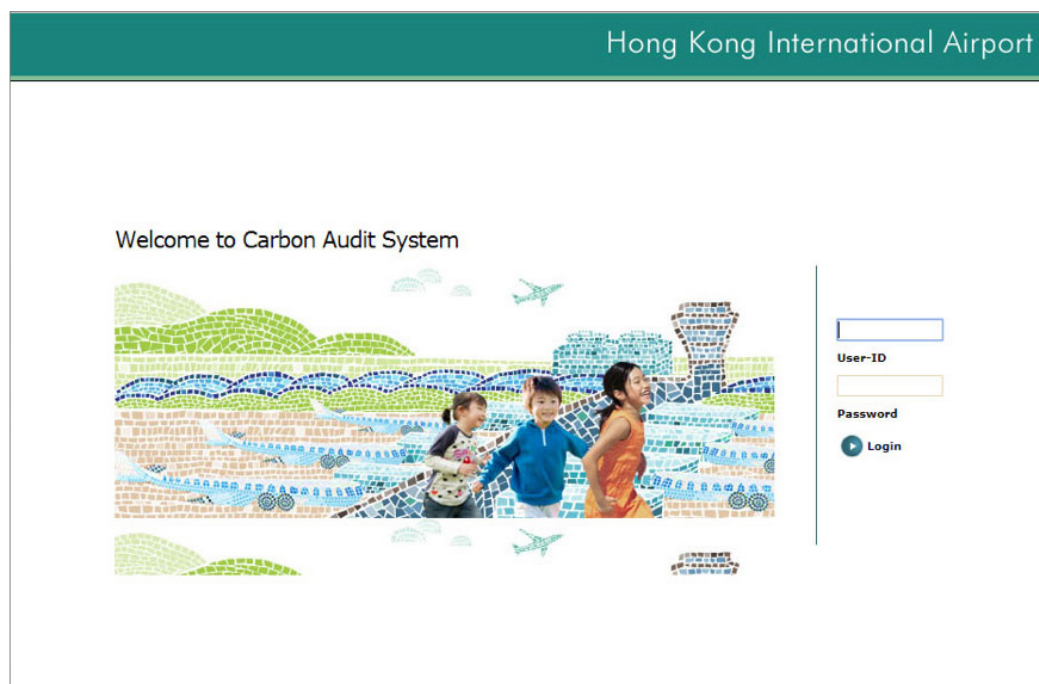 Hong Kong International Airport
Welcome to Carbon Audit System
User-ID
Password
Login